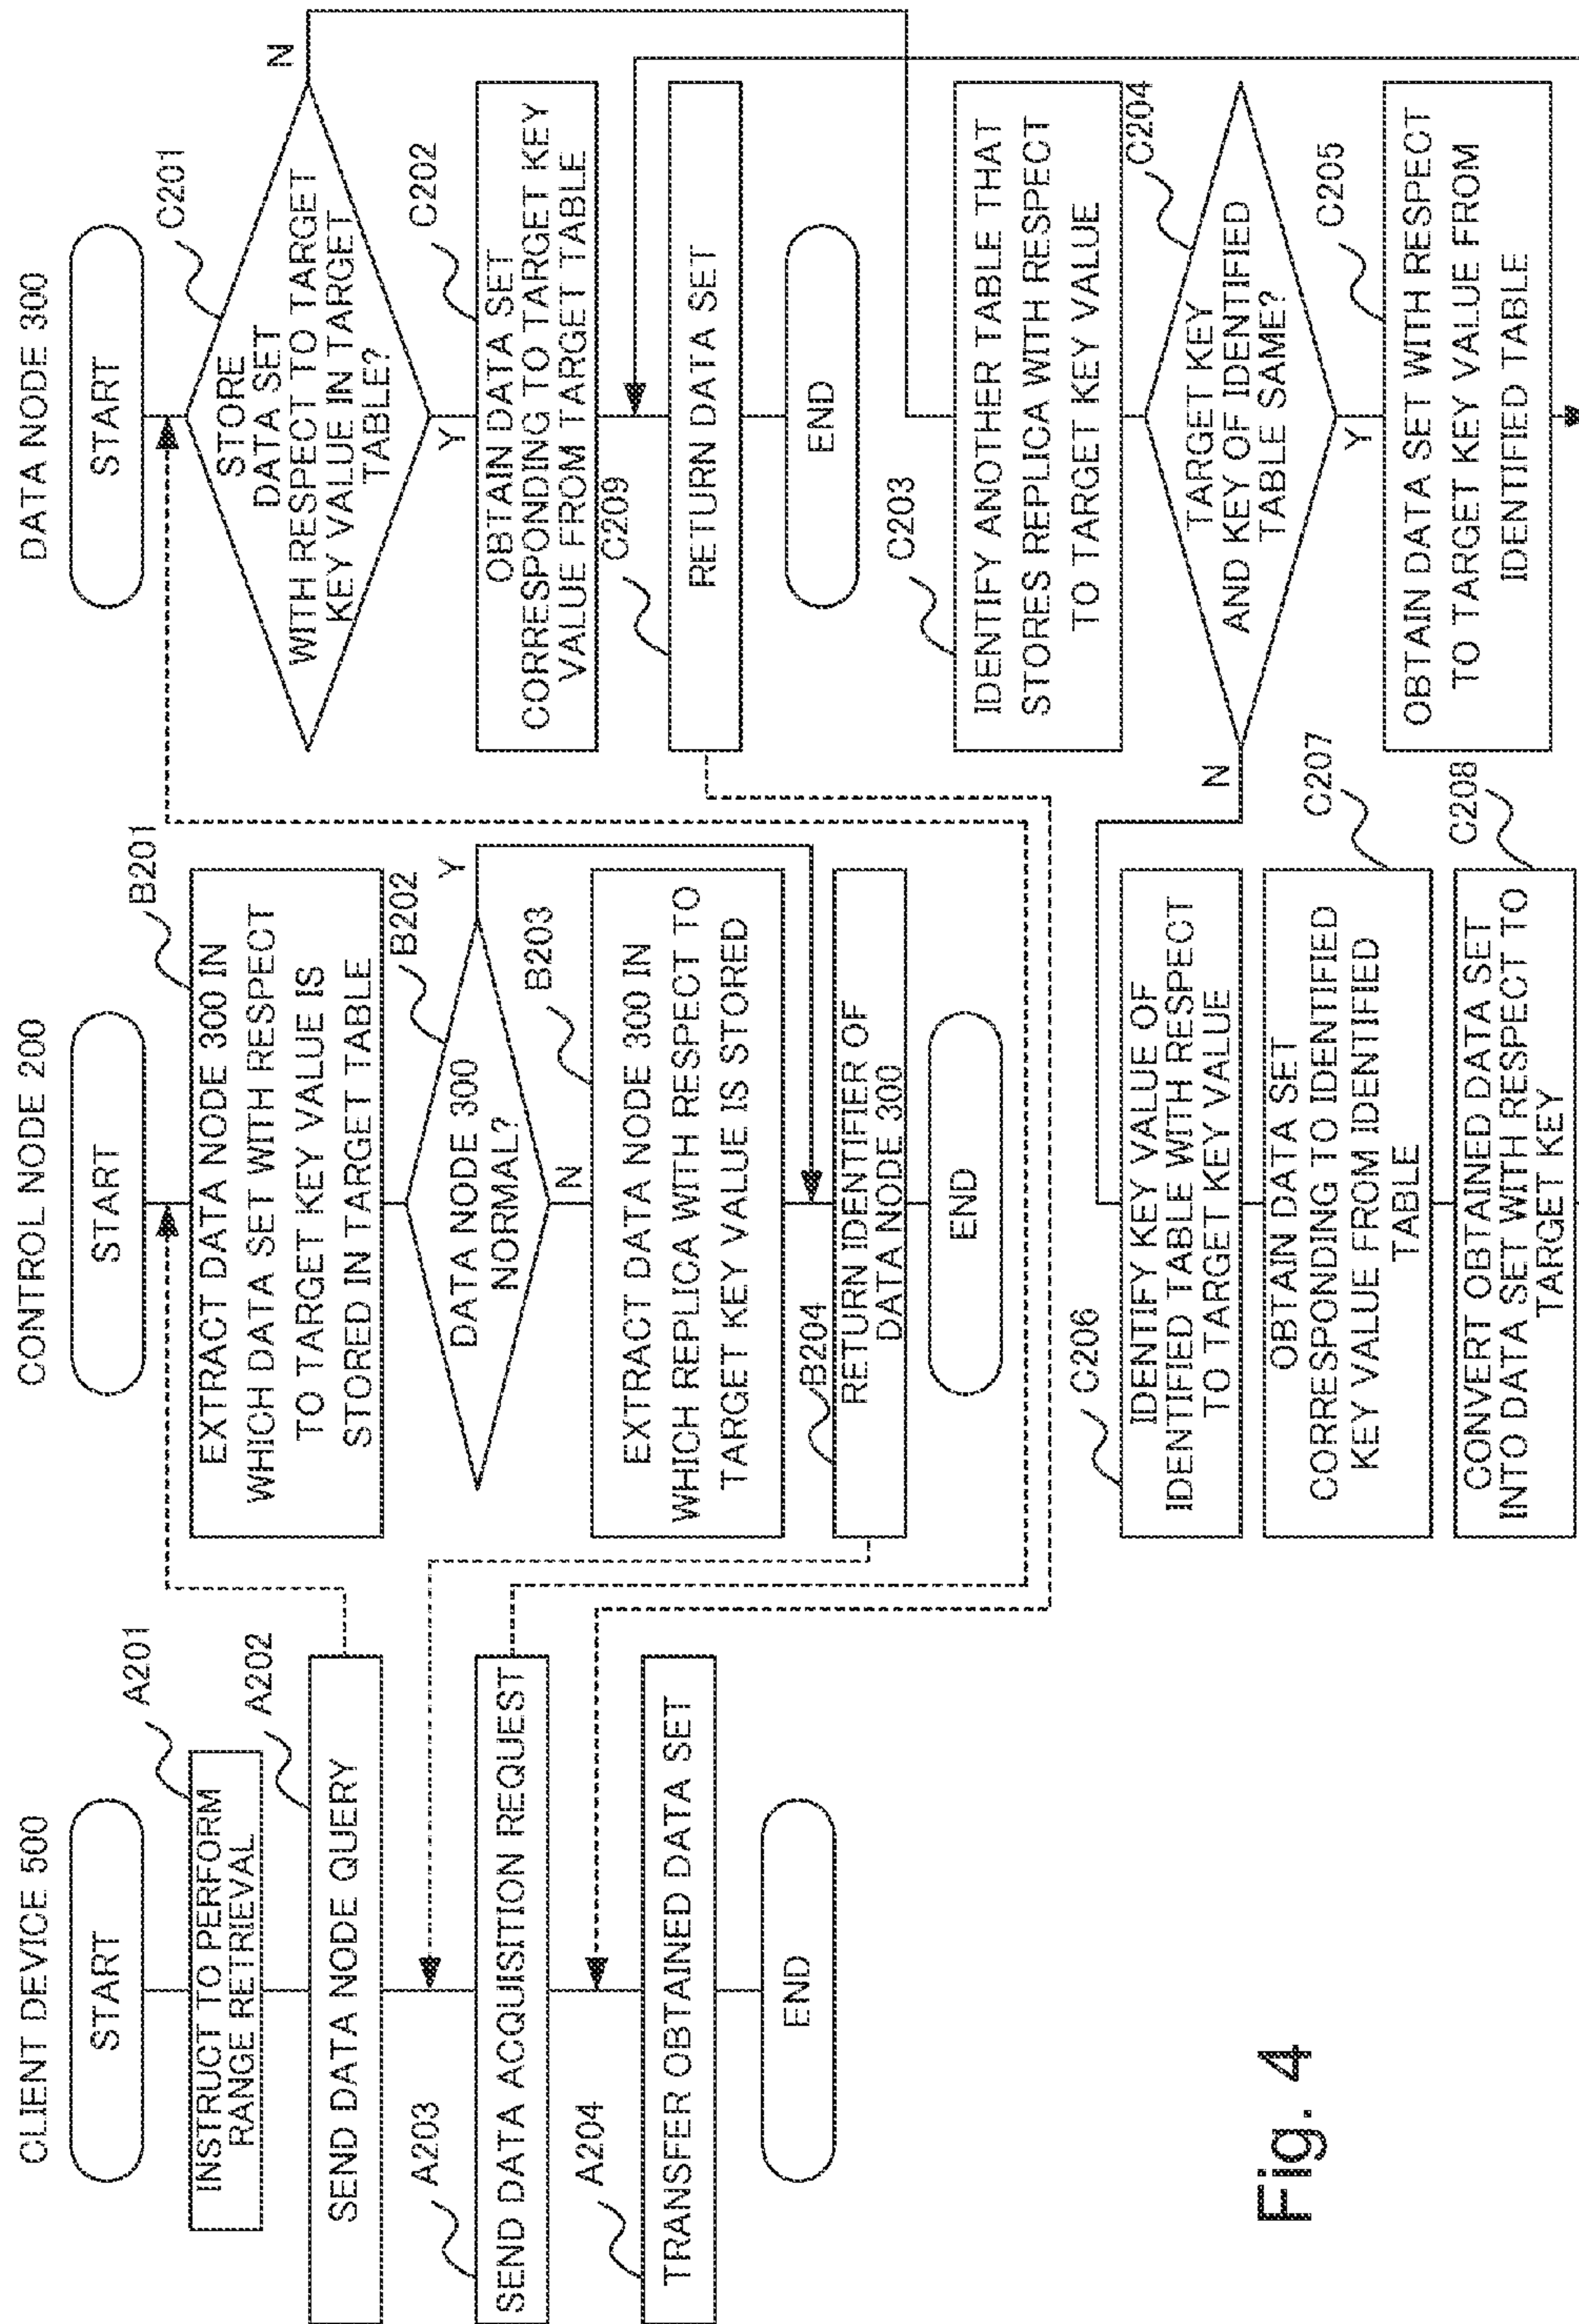 CLIENT DEVICE 500
START
A201
INSTRUCT TO PERFORM
RANGE RETRIEVAL
A202
SEND DATA NODE QUERY
A203
SEND DATA ACQUISITION REQUEST
A204
TRANSFER OBTAINED DATA SET
END
CONTROL NODE 200
START
B201
EXTRACT DATA NODE 300 IN
WHICH DATA SET WITH RESPECT
TO TARGET KEY VALUE IS
STORED IN TARGET TABLE
B202
DATA NODE 300
NORMAL?
Y
N
B203
EXTRACT DATA NODE 300 IN
WHICH REPLICA WITH RESPECT TO
TARGET KEY VALUE IS STORED
B204
RETURN IDENTIFIER OF
DATA NODE 300
END
DATA NODE 300
START
C201
STORE
DATA SET
WITH RESPECT TO TARGET
KEY VALUE IN TARGET
TABLE?
N
Y
C202
OBTAIN DATA SET
CORRESPONDING TO TARGET KEY
VALUE FROM TARGET TABLE
C209
RETURN DATA SET
END
C203
IDENTIFY ANOTHER TABLE THAT
STORES REPLICA WITH RESPECT
TO TARGET KEY VALUE
C204
TARGET KEY
AND KEY OF IDENTIFIED
TABLE SAME?
N
Y
C205
OBTAIN DATA SET WITH RESPECT
TO TARGET KEY VALUE FROM
IDENTIFIED TABLE
C206
IDENTIFY KEY VALUE OF
IDENTIFIED TABLE WITH RESPECT
TO TARGET KEY VALUE
C207
OBTAIN DATA SET
CORRESPONDING TO IDENTIFIED
KEY VALUE FROM IDENTIFIED
TABLE
C208
CONVERT OBTAINED DATA SET
INTO DATA SET WITH RESPECT TO
TARGET KEY
Fig. 4